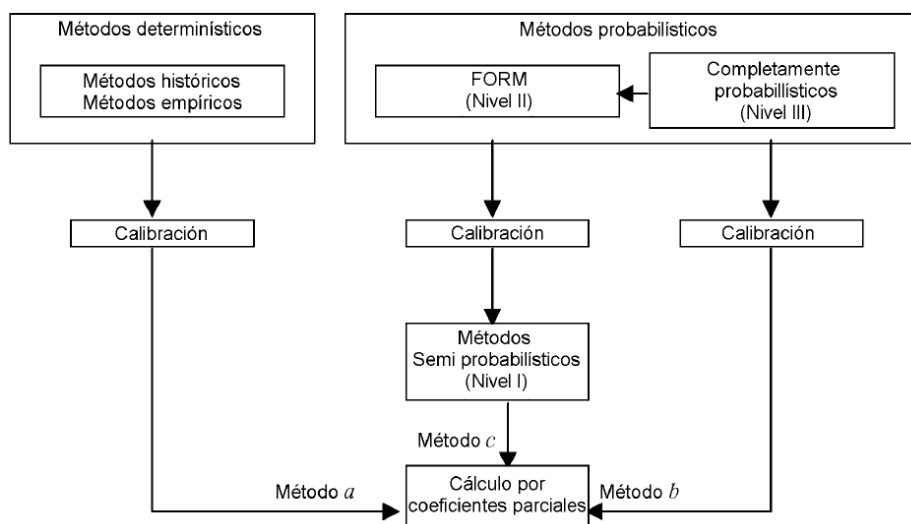 Métodos determinísticos
Métodos históricos
Métodos empíricos
Métodos probabilísticos
FORM
(Nivel II)
Completamente
probabillísticos
(Nivel III)
Calibración
Calibración
Calibración
Métodos
Semi probabilísticos
(Nivel I)
Método c
Método a
Cálculo por
coeficientes parciales
Método b